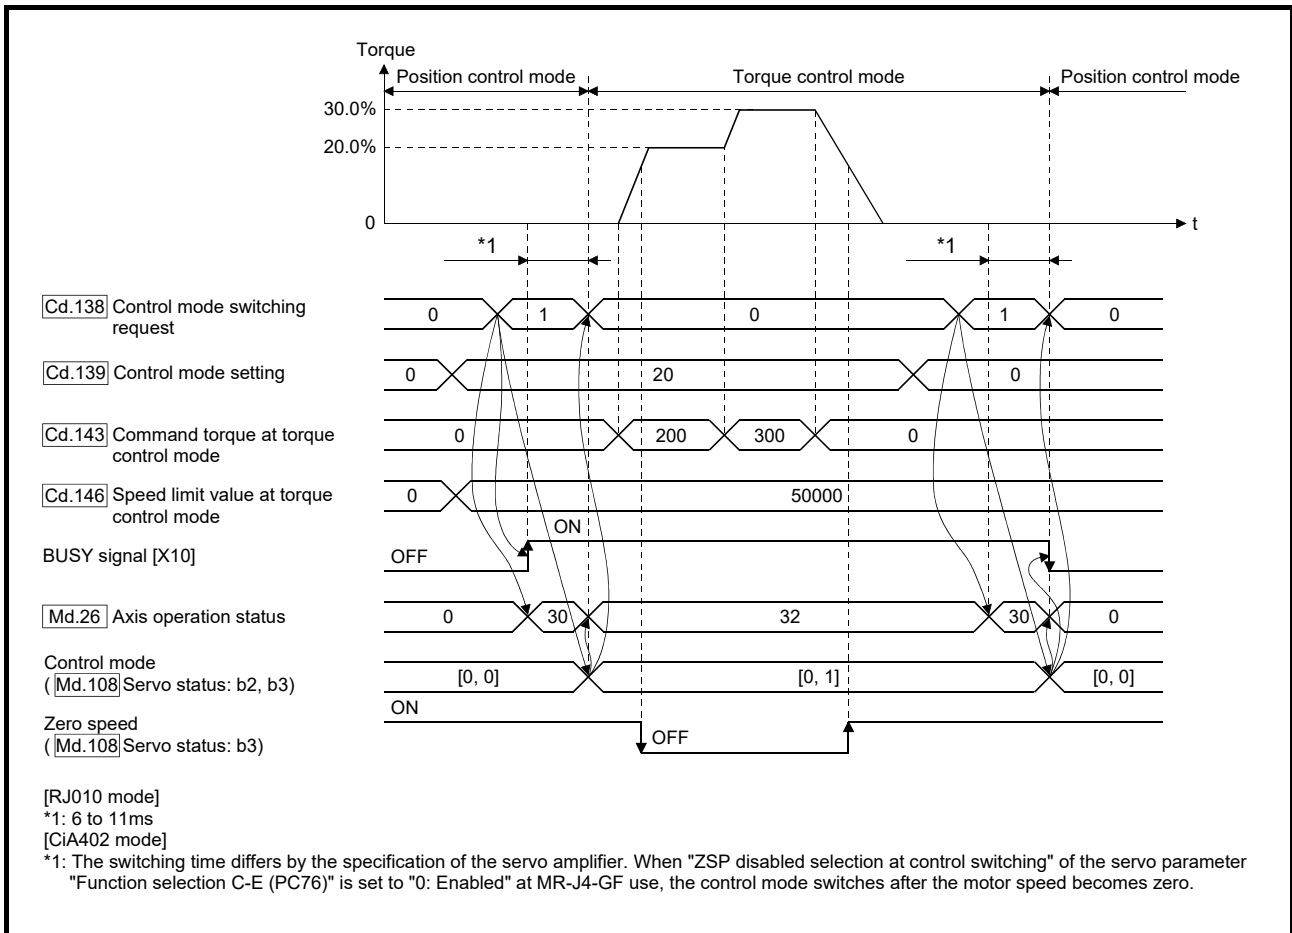 Torque
Position control mode
Torque control mode
Position control mode
30.0%
20.0%
0
t
*1
*1
Cd.138 Control mode switching
request
0
1
0
1
0
Cd.139 Control mode setting
0
20
0
Cd.143 Command torque at torque
control mode
0
200
300
0
Cd.146 Speed limit value at torque
control mode
0
50000
BUSY signal [X10]
OFF
ON
Md.26 Axis operation status
0
30
32
30
0
Control mode
( Md.108 Servo status: b2, b3)
[0, 0]
[0, 1]
[0, 0]
Zero speed
( Md.108 Servo status: b3)
ON
OFF
[RJ010 mode]
*1: 6 to 11ms
[CiA402 mode]
*1: The switching time differs by the specification of the servo amplifier. When "ZSP disabled selection at control switching" of the servo parameter
"Function selection C-E (PC76)" is set to "0: Enabled" at MR-J4-GF use, the control mode switches after the motor speed becomes zero.